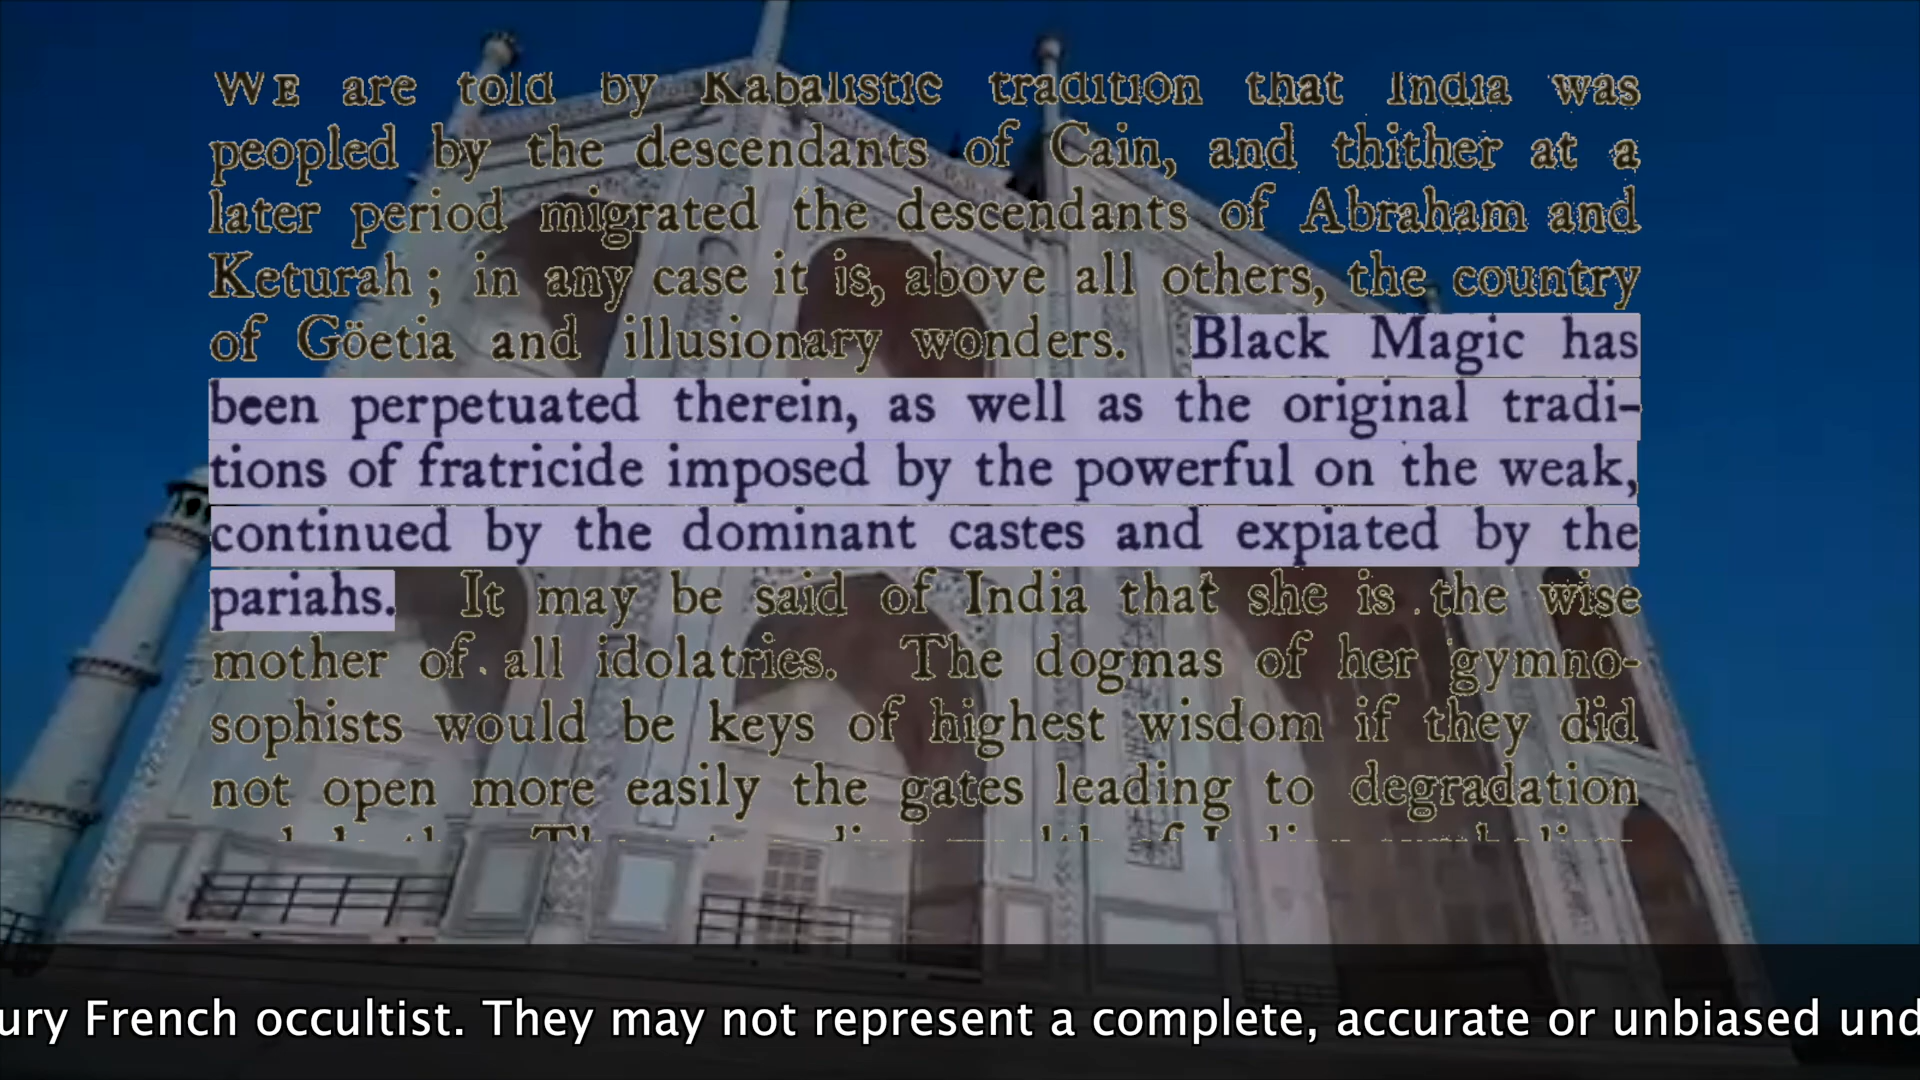 WE are told by Kabalistic tradition that India was
peopled by the descendants of Cain, and thither at a
later period migrated the descendants of Abraham and
Keturah ; in any case it is, above all others, the country
of Göetia and illusionary wonders. Black Magic has
been perpetuated therein, as well as the original tradi-
tions of fratricide imposed by the powerful on the weak,
continued by the dominant castes and expiated by the
pariahs. It may be said of India that she is the wise
mother of all idolatries. The dogmas of her gymno-
sophists would be keys of highest wisdom if they did
not open more easily the gates leading to degradation
ury French occultist. They may not represent a complete, accurate or unbiased und